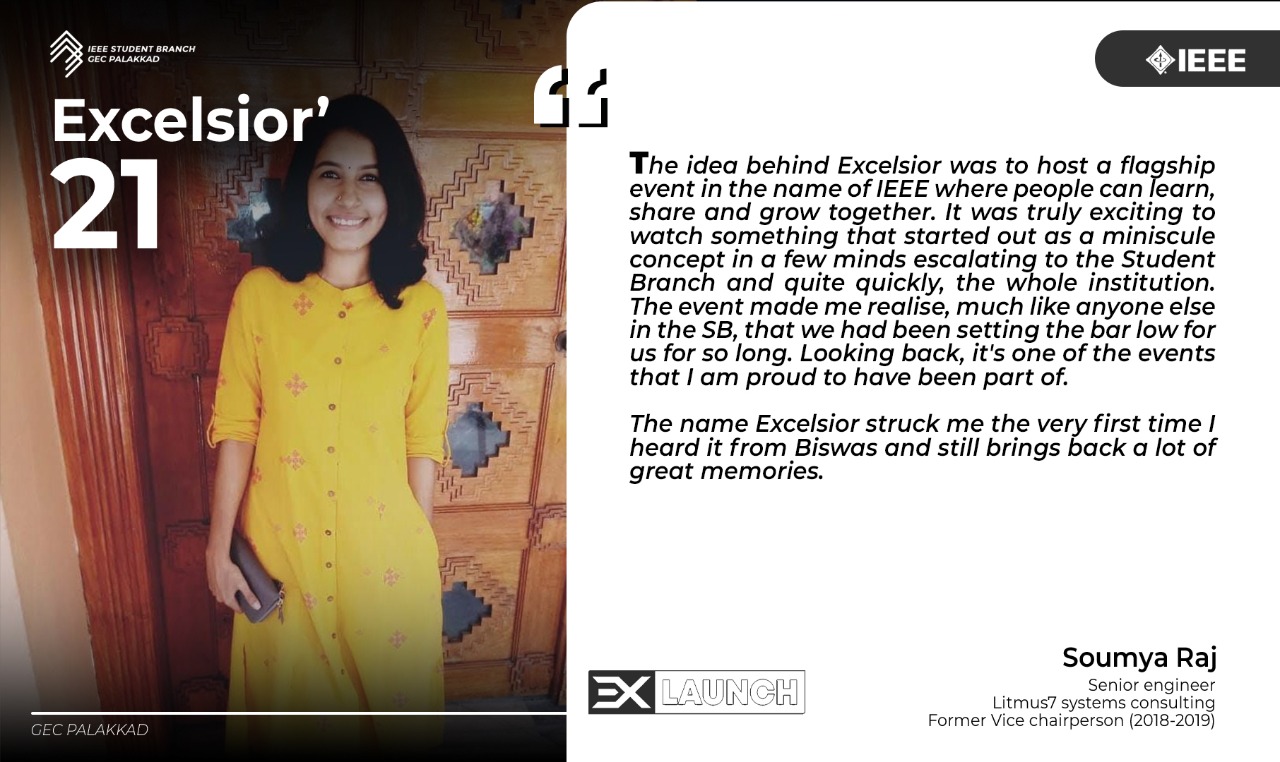 IEEE STUDENT BRANCH
GEC PALAKKAD
Excelsior’
21
IEEE
“
The idea behind Excelsior was to host a flagship
event in the name of IEEE where people can learn,
share and grow together. It was truly exciting to
watch something that started out as a miniscule
concept in a few minds escalating to the Student
Branch and quite quickly, the whole institution.
The event made me realise, much like anyone else
in the SB, that we had been setting the bar low for
us for so long. Looking back, it's one of the events
that I am proud to have been part of.
The name Excelsior struck me the very first time I
heard it from Biswas and still brings back a lot of
great memories.
EX LAUNCH
Soumya Raj
Senior engineer
Litmus7 systems consulting
Former Vice chairperson (2018-2019)
GEC PALAKKAD